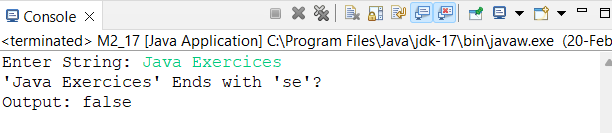 Console
<terminated> M2_17 [Java Application] C:\Program Files\Java\jdk-17\bin\javaw.exe (20-Feb
Enter String: Java Exercices
'Java Exercices' Ends with 'se'?
Output: false